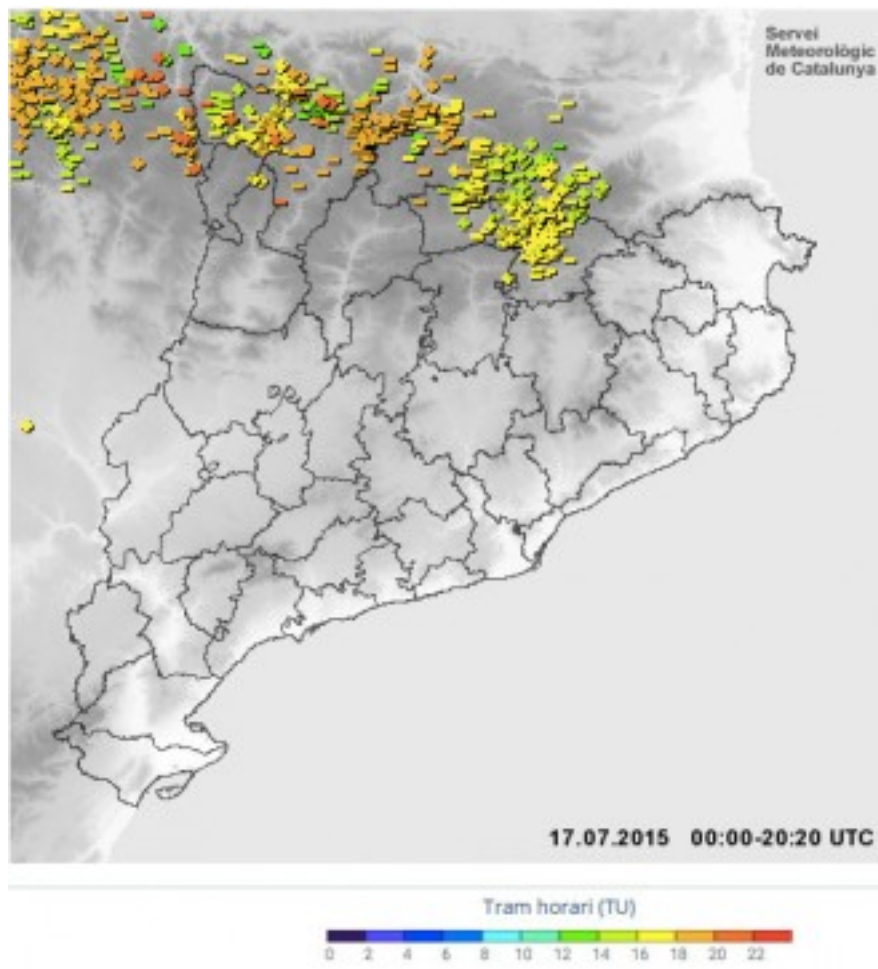 Servei
Meteorològic
de Catalunya
17.07.2015 00:00-20:20 UTC
Tram horari (TU)
0 2 4 6 8 10 12 14 16 18 20 22